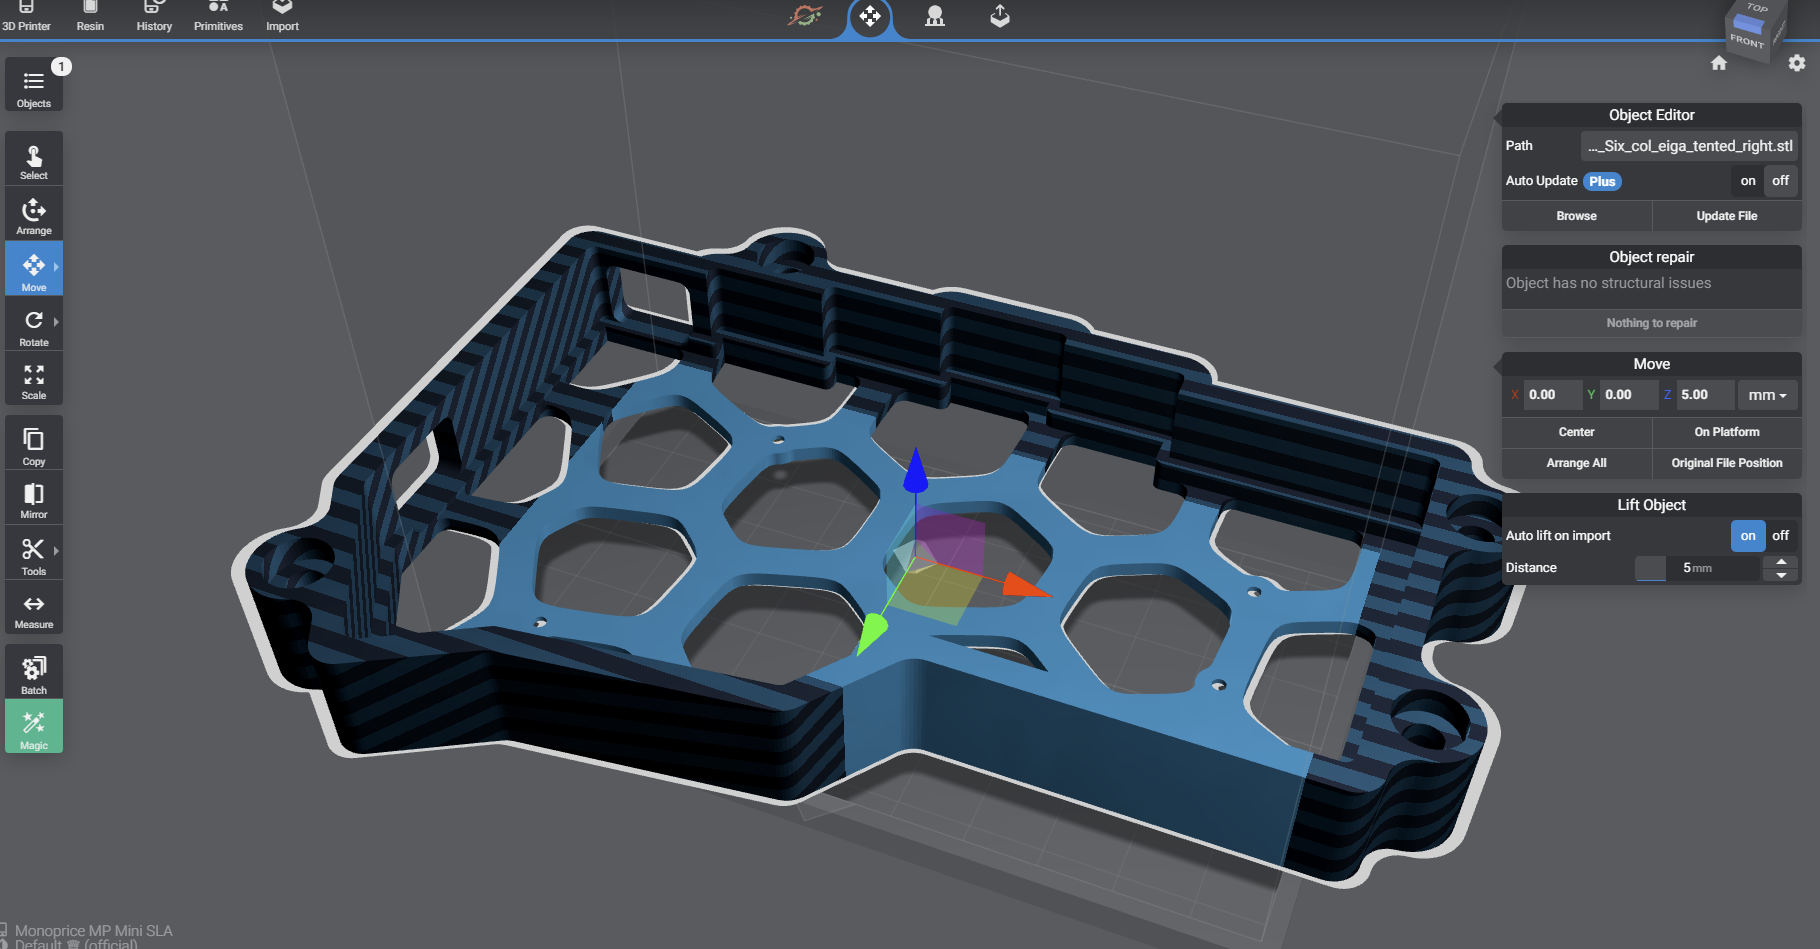 3D Printer
Resin
History
Primitives
Import
TOP
FRONT
1
Objects
Select
Arrange
Move
Rotate
Scale
Copy
Mirror
Tools
Measure
Batch
Magic
Object Editor
Path ..._Six_col_eiga_tented_right.stl
Auto Update Plus on off
Browse Update File
Object repair
Object has no structural issues
Nothing to repair
Move
X 0.00 Y 0.00 Z 5.00 mm
Center On Platform
Arrange All Original File Position
Lift Object
Auto lift on import on off
Distance 5mm
Monoprice MP Mini SLA
Default (official)